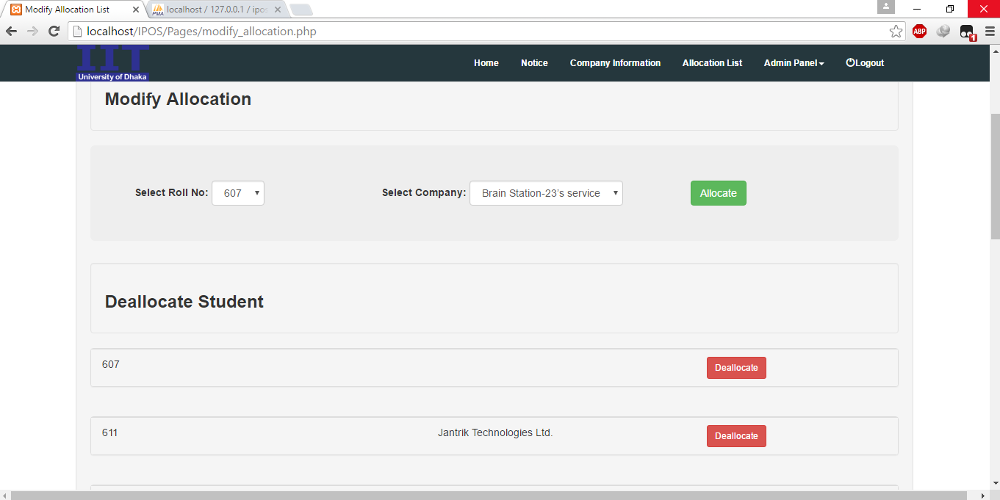 Modify Allocation List
localhost / 127.0.0.1 / ipos
localhost/IPOS/Pages/modify_allocation.php
ABP
1
IIT
University of Dhaka
Home Notice Company Information Allocation List Admin Panel Logout
Modify Allocation
Select Roll No: 607 Select Company: Brain Station-23's service Allocate
Deallocate Student
607 Deallocate
611 Jantrik Technologies Ltd. Deallocate